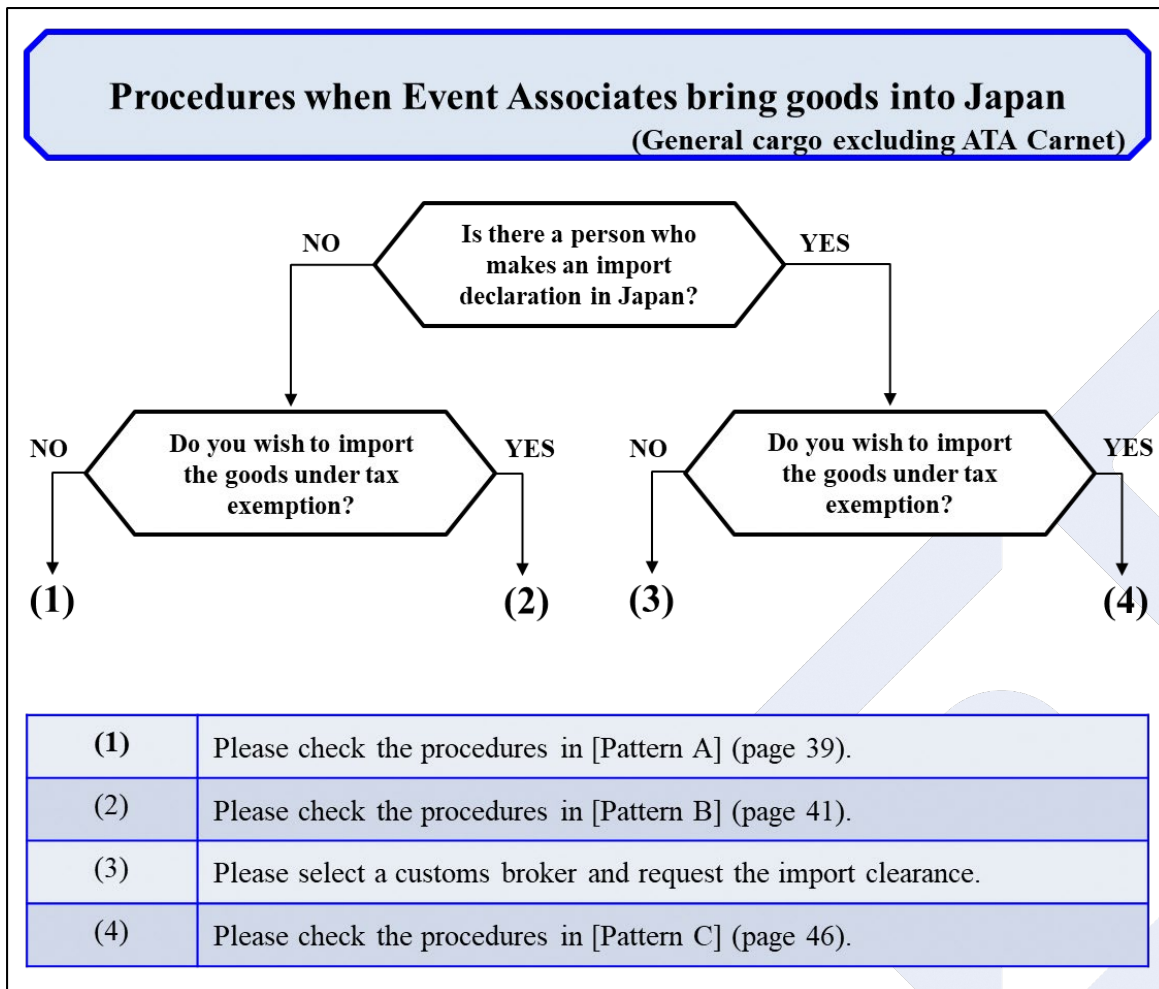 Procedures when Event Associates bring goods into Japan
(General cargo excluding ATA Carnet)
NO
Is there a person who
makes an import
declaration in Japan?
YES
NO
Do you wish to import
the goods under tax
exemption?
YES
NO
Do you wish to import
the goods under tax
exemption?
YES
(1)
(2)
(3)
(4)
(1) Please check the procedures in [Pattern A] (page 39).
(2) Please check the procedures in [Pattern B] (page 41).
(3) Please select a customs broker and request the import clearance.
(4) Please check the procedures in [Pattern C] (page 46).